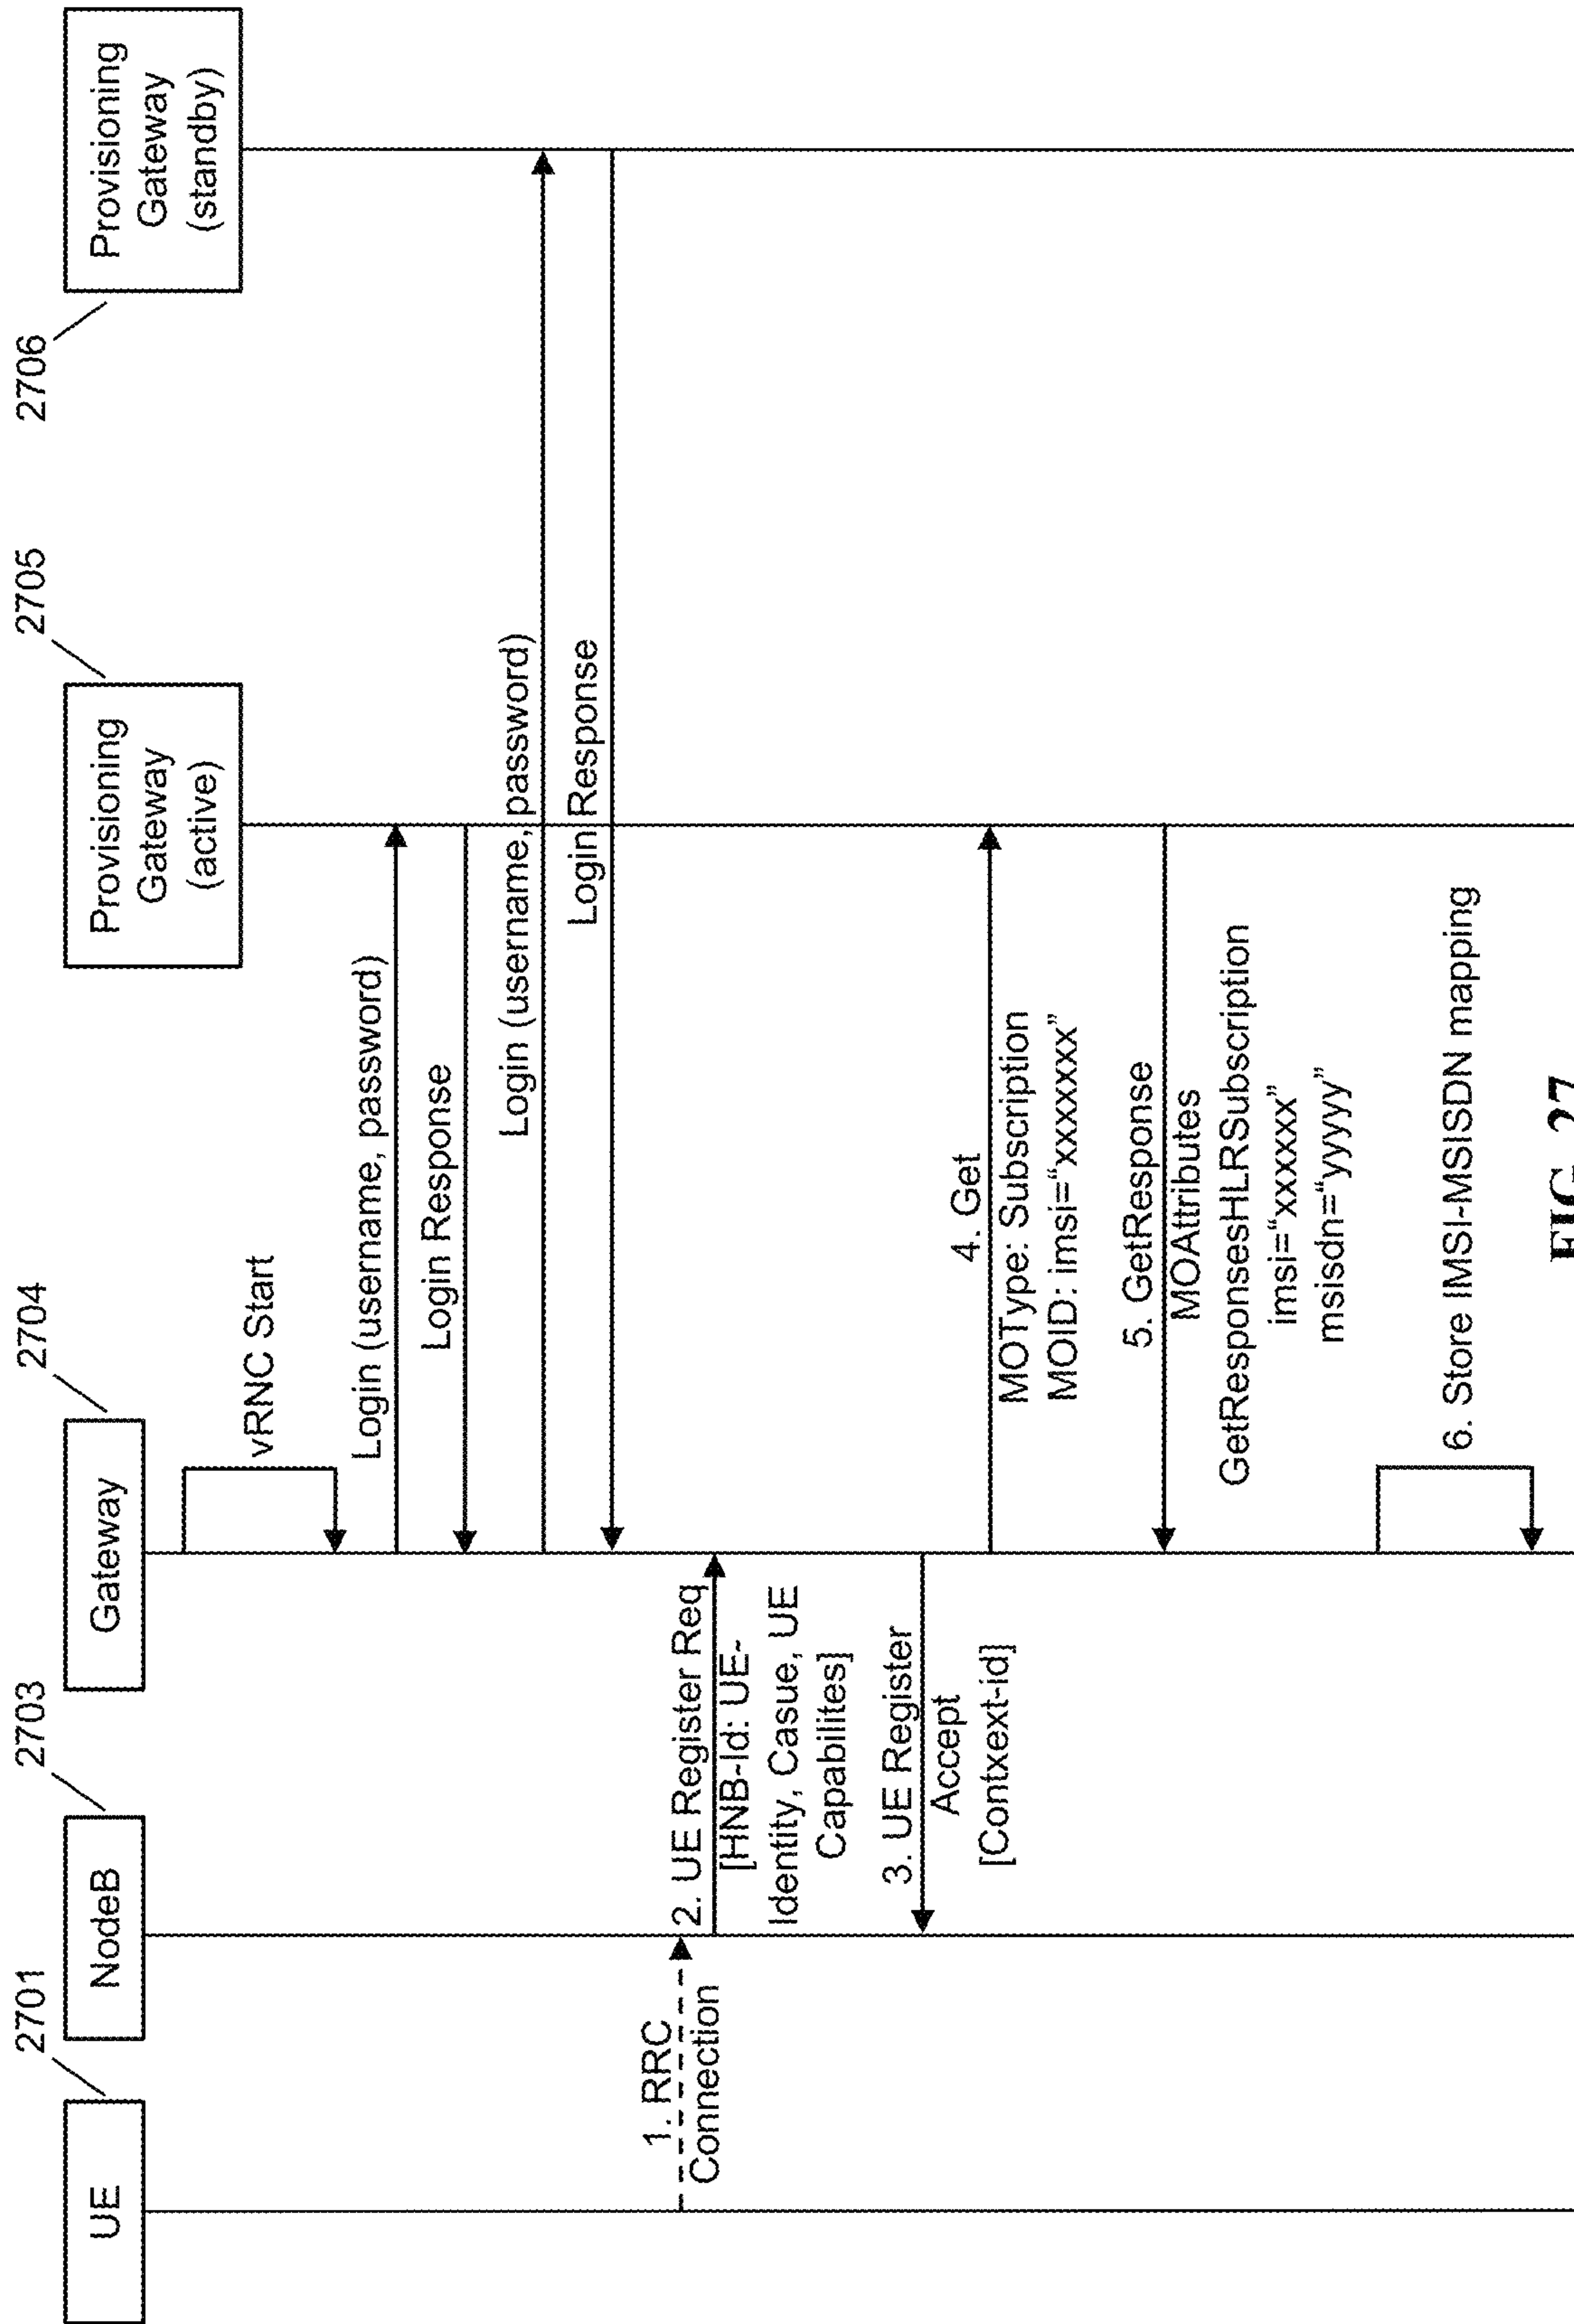 2701
2703
2704
2705
2706
UE
NodeB
Gateway
Provisioning
Gateway
(active)
Provisioning
Gateway
(standby)
vRNC Start
Login (username, password)
Login Response
Login (username, password)
Login Response
1. RRC
Connection
2. UE Register Req
[HNB-Id: UE-
Identity, Casue, UE
Capabilites]
3. UE Register
Accept
[Contxext-id]
4. Get
MOType: Subscription
MOID: imsi=“xxxxxxx”
5. GetResponse
MOAttributes
GetResponsesHLRSubscription
imsi=“xxxxxx”
msisdn=“yyyyy”
6. Store IMSI-MSISDN mapping
FIG. 27